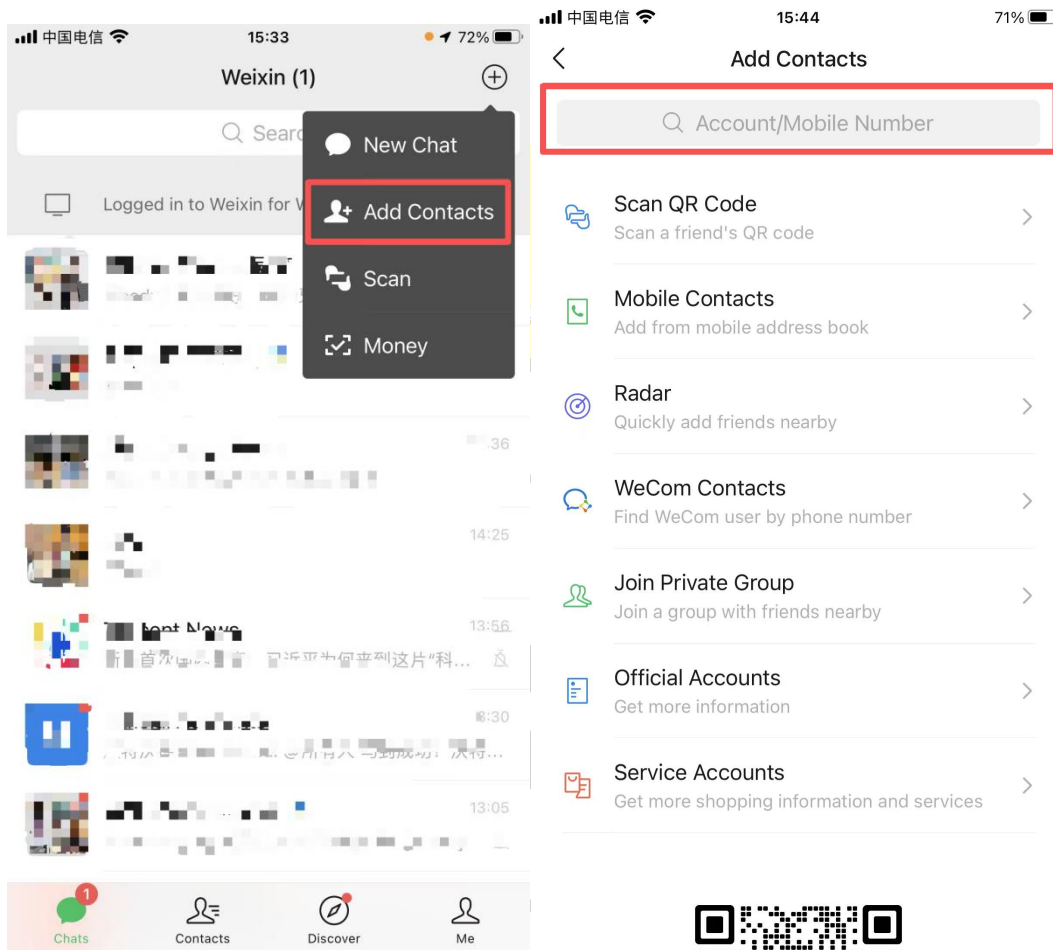 中国电信
15:33
72%
Weixin (1)
New Chat
Logged in to Weixin for
Add Contacts
Scan
Money
14:25
13:56
13:05
1
Chats
Contacts
Discover
Me
中国电信
15:44
71%
Add Contacts
Account/Mobile Number
Scan QR Code
Scan a friend's QR code
Mobile Contacts
Add from mobile address book
Radar
Quickly add friends nearby
WeCom Contacts
Find WeCom user by phone number
Join Private Group
Join a group with friends nearby
Official Accounts
Get more information
Service Accounts
Get more shopping information and services